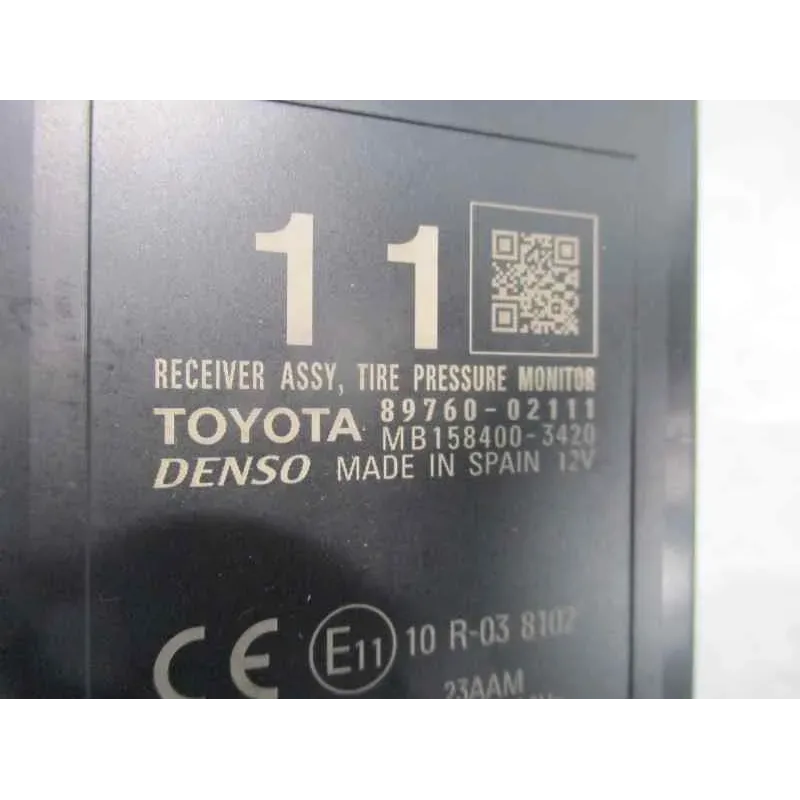 11
RECEIVER ASSY, TIRE PRESSURE MONITOR
TOYOTA 89760-02111
MB158400-3420
DENSO MADE IN SPAIN 12V
CE E11 10 R-03 8102
23AAM